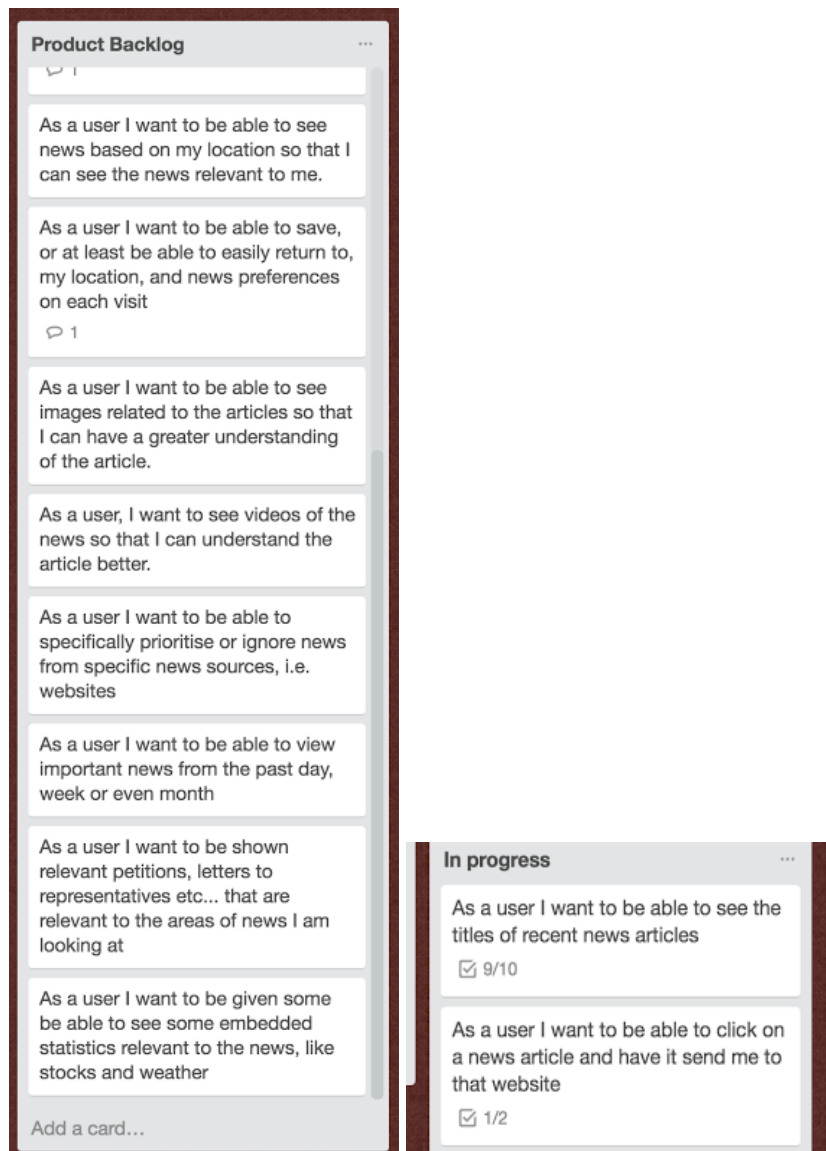 Product Backlog
1
As a user I want to be able to see
news based on my location so that I
can see the news relevant to me.
As a user I want to be able to save,
or at least be able to easily return to,
my location, and news preferences
on each visit
1
As a user I want to be able to see
images related to the articles so that
I can have a greater understanding
of the article.
As a user, I want to see videos of the
news so that I can understand the
article better.
As a user I want to be able to
specifically prioritise or ignore news
from specific news sources, i.e.
websites
As a user I want to be able to view
important news from the past day,
week or even month
As a user I want to be shown
relevant petitions, letters to
representatives etc... that are
relevant to the areas of news I am
looking at
As a user I want to be given some
be able to see some embedded
statistics relevant to the news, like
stocks and weather
Add a card...
In progress
As a user I want to be able to see the
titles of recent news articles
9/10
As a user I want to be able to click on
a news article and have it send me to
that website
1/2